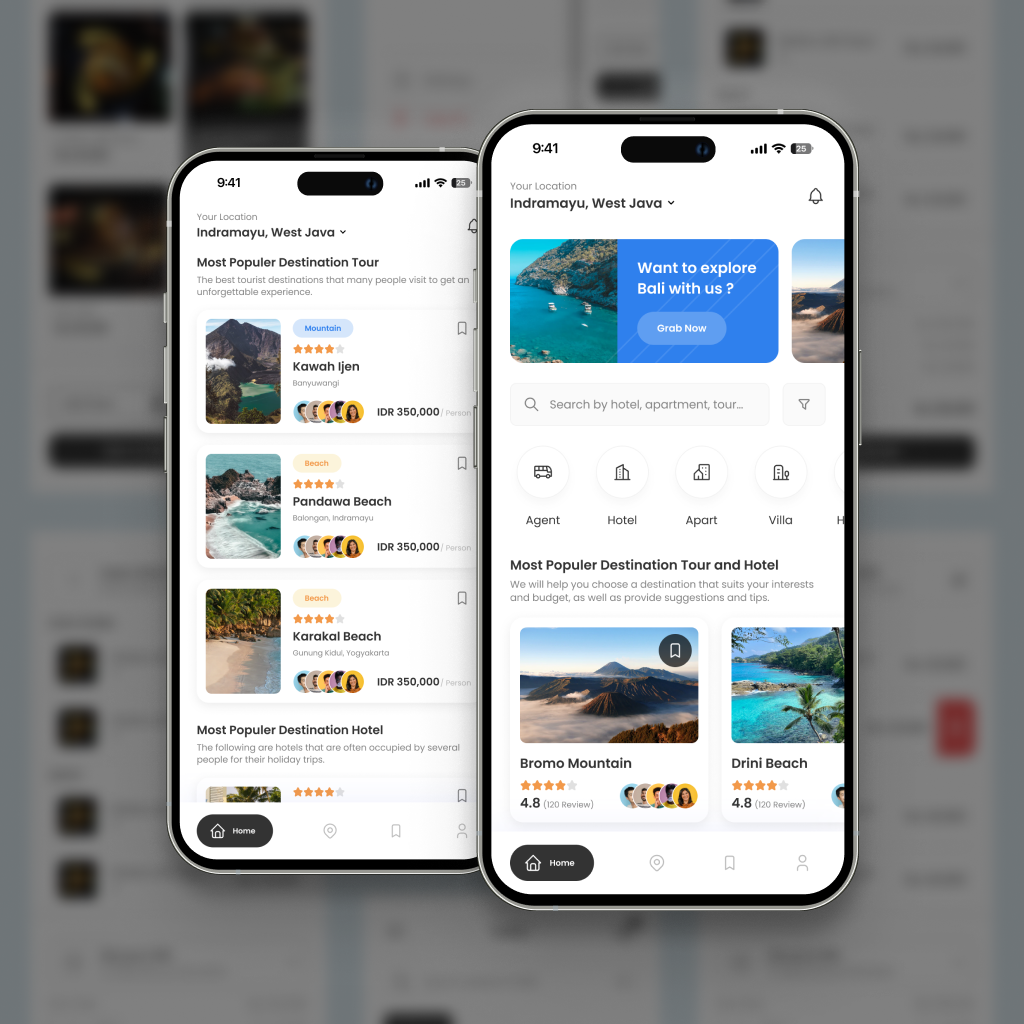 9:41
25
Your Location
Indramayu, West Java
Most Populer Destination Tour
The best tourist destinations that many people visit to get an
unforgettable experience.
Mountain
Kawah Ijen
Banyuwangi
IDR 350,000 / Person
Beach
Pandawa Beach
Balongan, Indramayu
IDR 350,000 / Person
Beach
Karakal Beach
Gunung Kidul, Yogyakarta
IDR 350,000 / Person
Most Populer Destination Hotel
The following are hotels that are often occupied by several
people for their holiday trips.
Home
9:41
25
Your Location
Indramayu, West Java
Want to explore
Bali with us ?
Grab Now
Search by hotel, apartment, tour...
Agent Hotel Apart Villa H
Most Populer Destination Tour and Hotel
We will help you choose a destination that suits your interests
and budget, as well as provide suggestions and tips.
Bromo Mountain
4.8 (120 Review)
Drini Beach
4.8 (120 Review)
Home